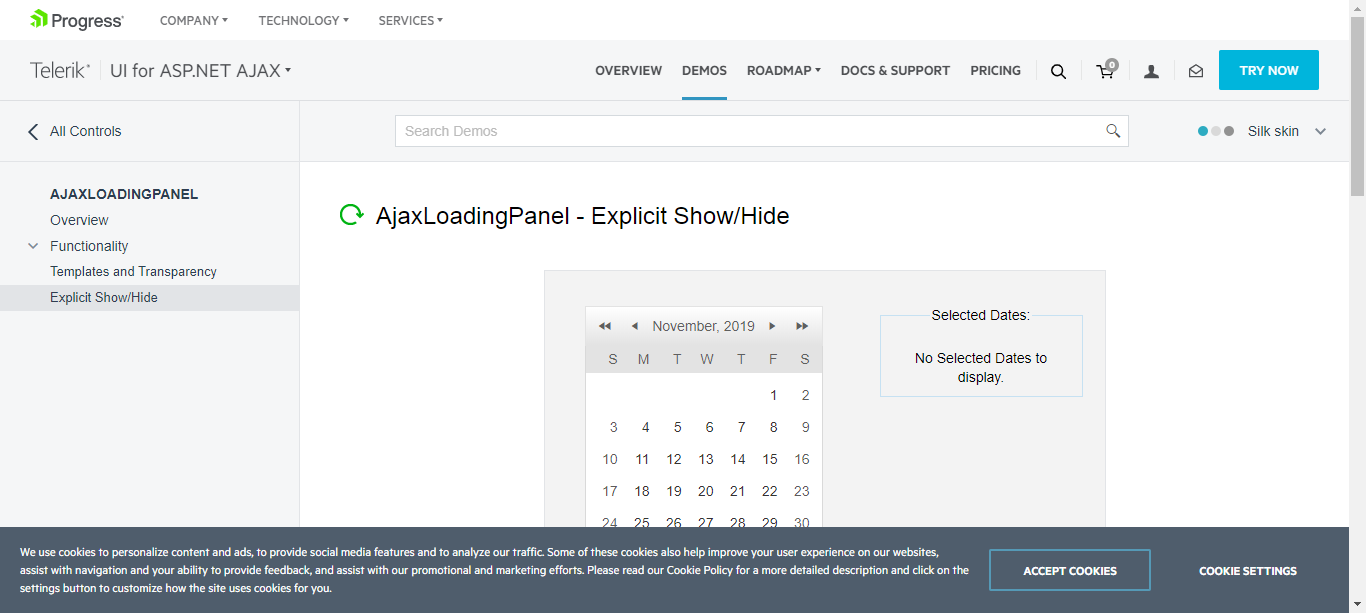 Progress
COMPANY
TECHNOLOGY
SERVICES
Telerik
UI for ASP.NET AJAX
OVERVIEW
DEMOS
ROADMAP
DOCS & SUPPORT
PRICING
0
TRY NOW
All Controls
Search Demos
Silk skin
AJAXLOADINGPANEL
Overview
Functionality
Templates and Transparency
Explicit Show/Hide
AjaxLoadingPanel - Explicit Show/Hide
November, 2019
S M T W T F S
1 2
3 4 5 6 7 8 9
10 11 12 13 14 15 16
17 18 19 20 21 22 23
24 25 26 27 28 29 30
Selected Dates:
No Selected Dates to
display.
We use cookies to personalize content and ads, to provide social media features and to analyze our traffic. Some of these cookies also help improve your user experience on our websites,
assist with navigation and your ability to provide feedback, and assist with our promotional and marketing efforts. Please read our Cookie Policy for a more detailed description and click on the
settings button to customize how the site uses cookies for you.
ACCEPT COOKIES
COOKIE SETTINGS